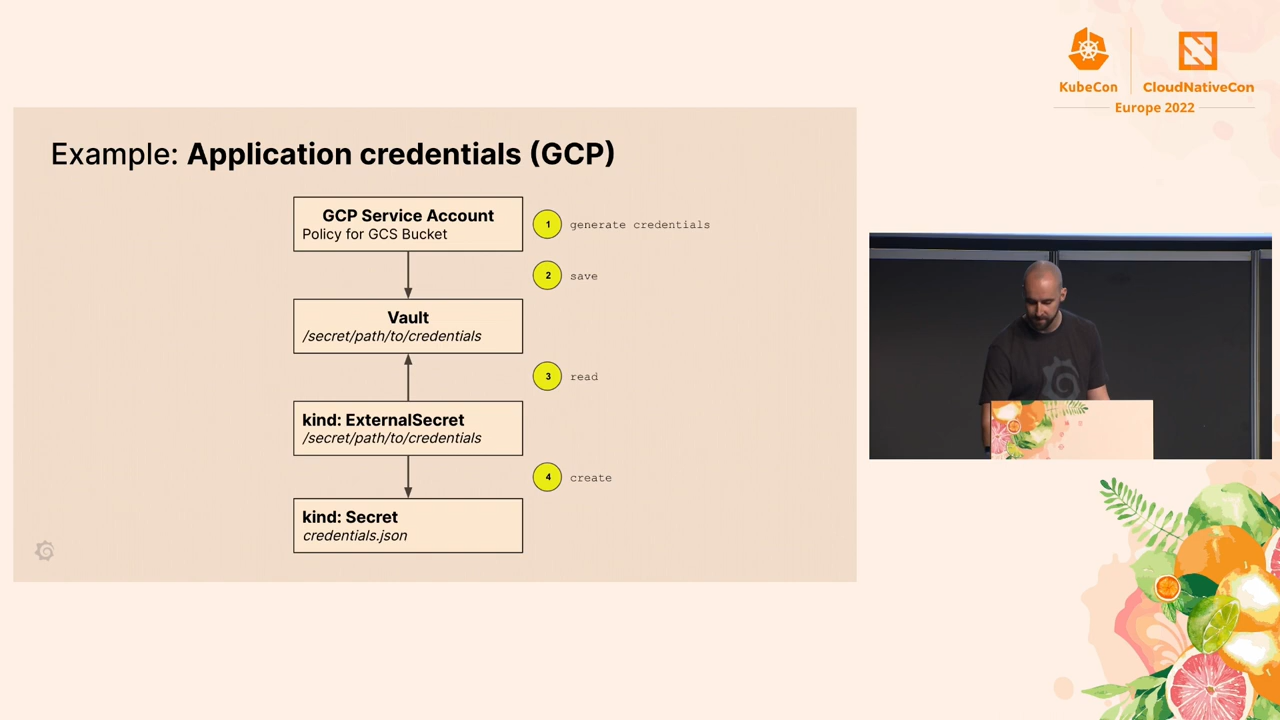 KubeCon
CloudNativeCon
Europe 2022
Example: Application credentials (GCP)
GCP Service Account
Policy for GCS Bucket
1 generate credentials
2 save
Vault
/secret/path/to/credentials
3 read
kind: ExternalSecret
/secret/path/to/credentials
4 create
kind: Secret
credentials.json